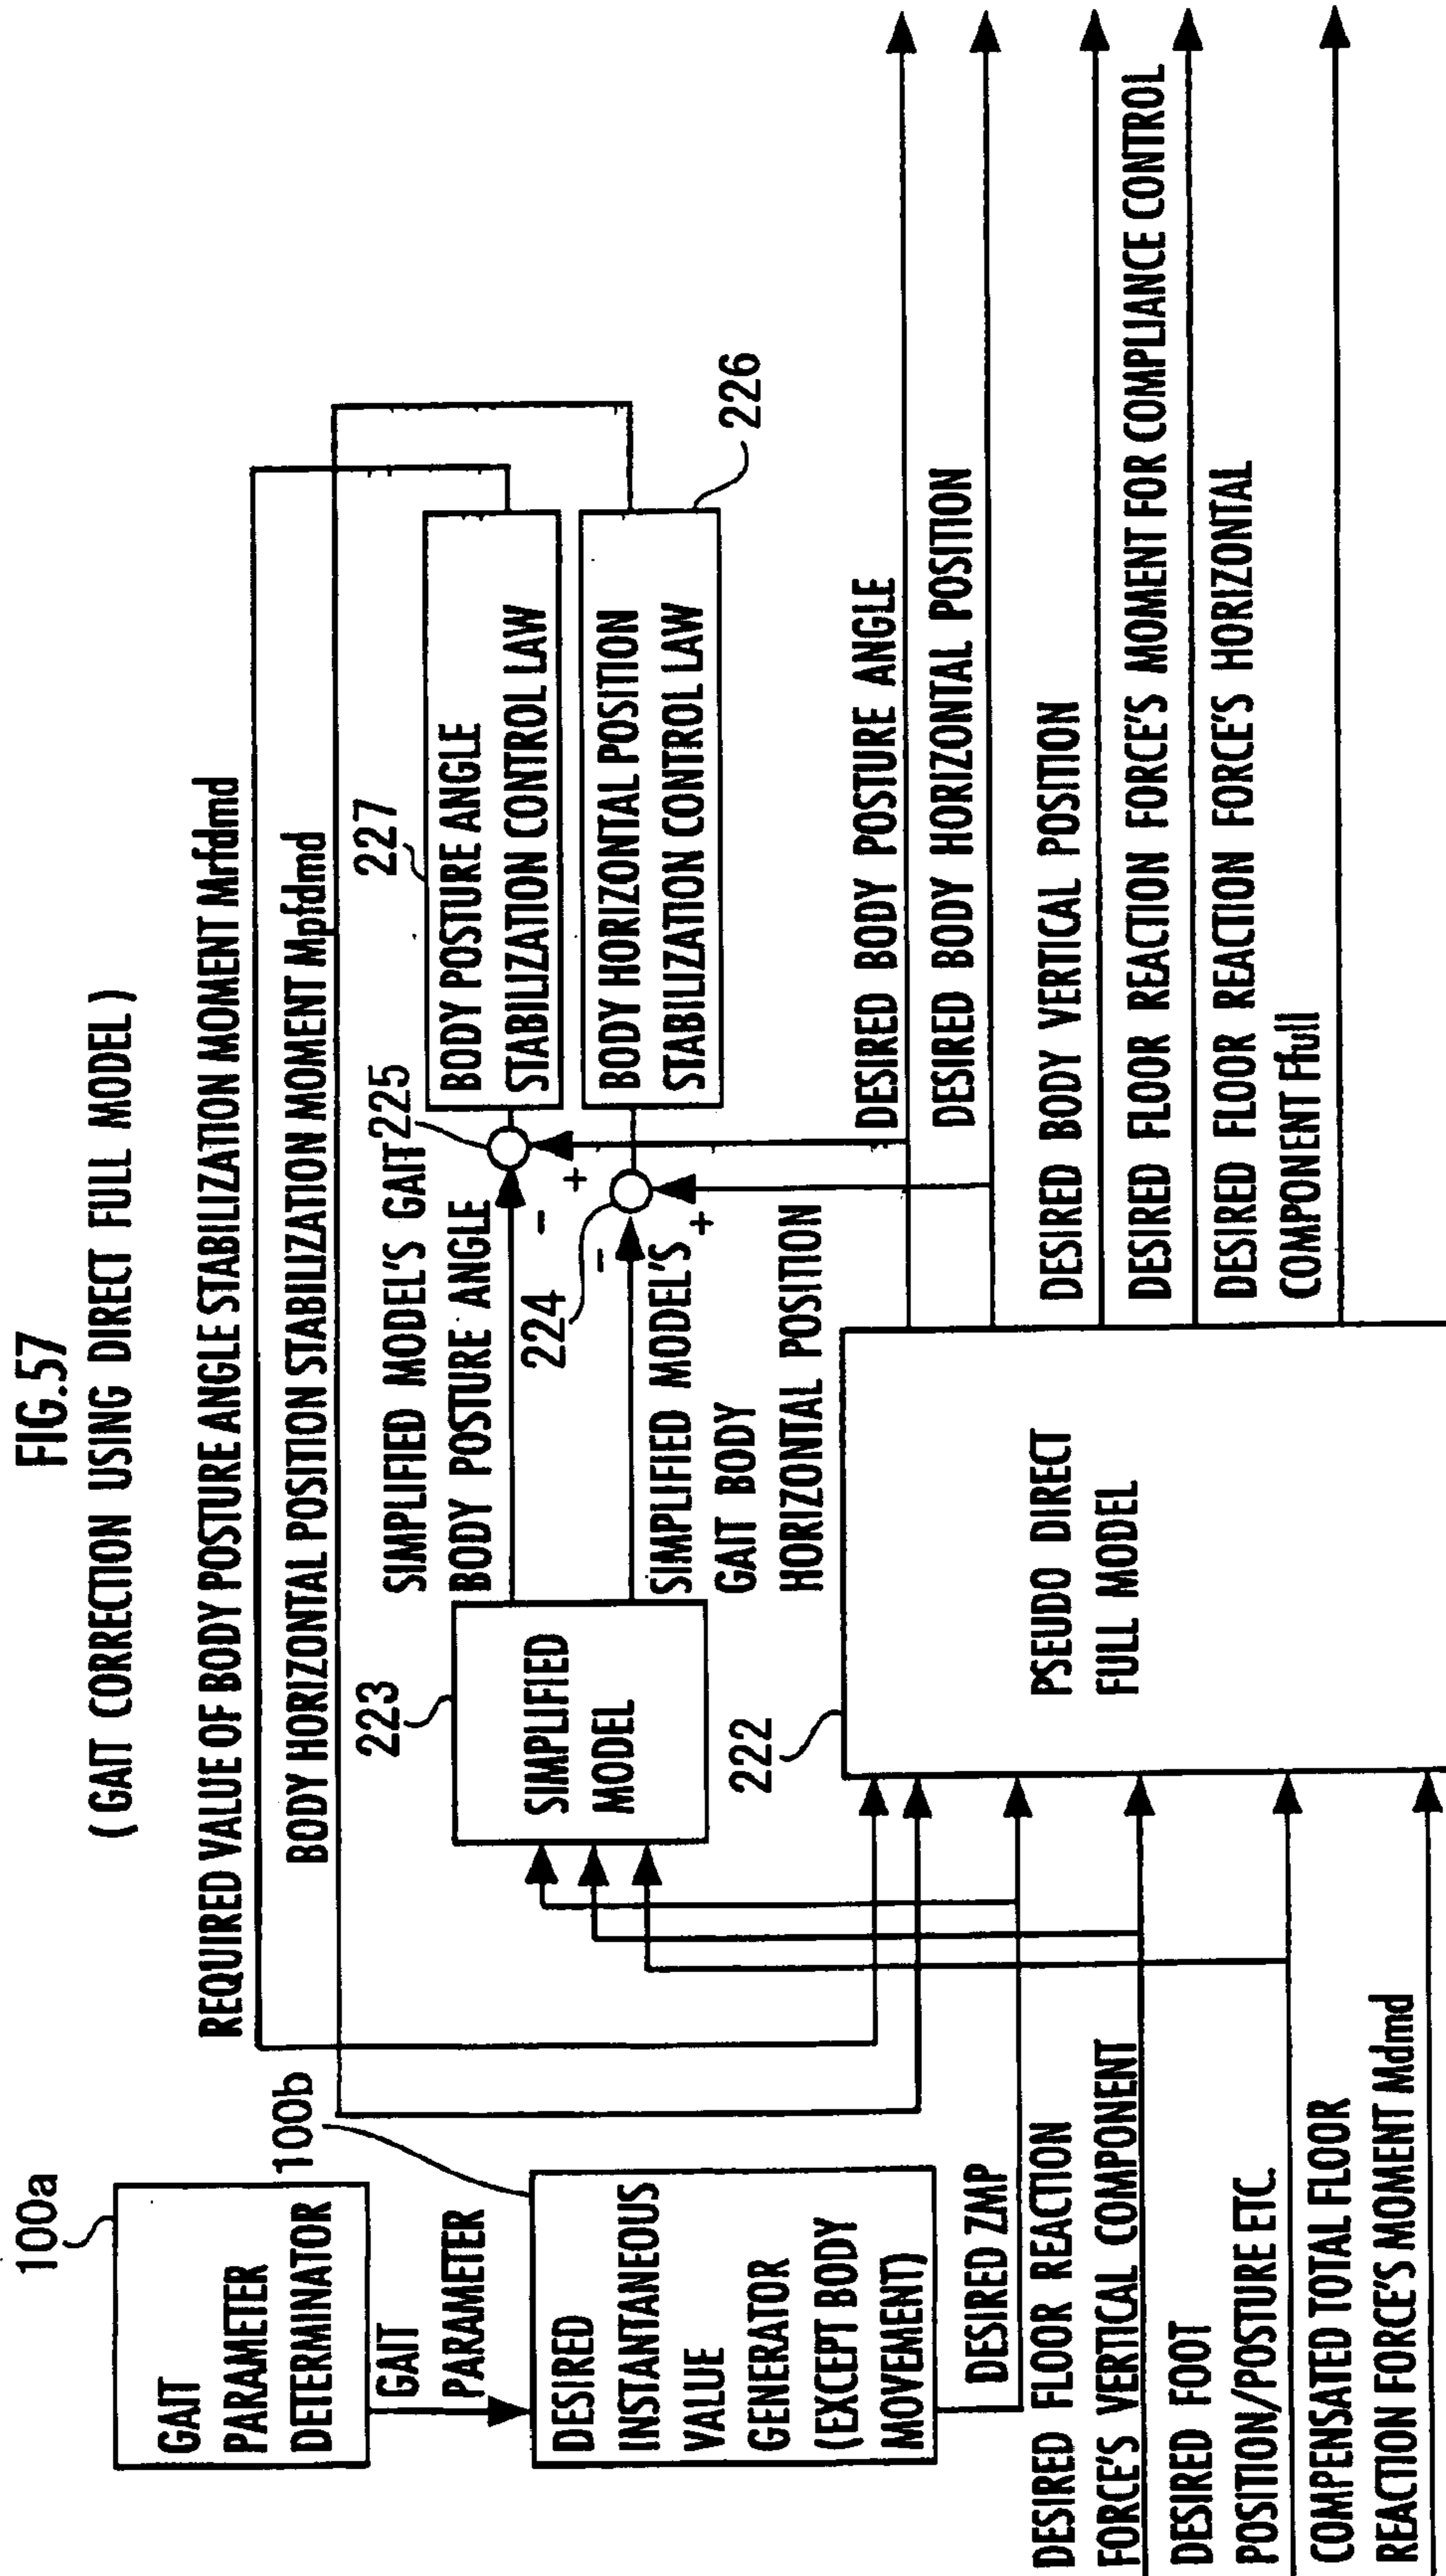 FIG.57
( GAIT CORRECTION USING DIRECT FULL MODEL )
REQUIRED VALUE OF BODY POSTURE ANGLE STABILIZATION MOMENT Mrfdmd
BODY HORIZONTAL POSITION STABILIZATION MOMENT Mpfdmd
100a
GAIT
PARAMETER
DETERMINATOR
GAIT
PARAMETER
100b
DESIRED
INSTANTANEOUS
VALUE
GENERATOR
(EXCEPT BODY
MOVEMENT)
DESIRED ZMP
DESIRED FLOOR REACTION
FORCE'S VERTICAL COMPONENT
DESIRED FOOT
POSITION/POSTURE ETC.
COMPENSATED TOTAL FLOOR
REACTION FORCE'S MOMENT Mdmd
223
SIMPLIFIED
MODEL
SIMPLIFIED MODEL'S GAIT
BODY POSTURE ANGLE
225
+
-
224
-
+
SIMPLIFIED MODEL'S
GAIT BODY
HORIZONTAL POSITION
227
BODY POSTURE ANGLE
STABILIZATION CONTROL LAW
BODY HORIZONTAL POSITION
STABILIZATION CONTROL LAW
226
222
PSEUDO DIRECT
FULL MODEL
DESIRED BODY POSTURE ANGLE
DESIRED BODY HORIZONTAL POSITION
DESIRED BODY VERTICAL POSITION
DESIRED FLOOR REACTION FORCE'S MOMENT FOR COMPLIANCE CONTROL
DESIRED FLOOR REACTION FORCE'S HORIZONTAL
COMPONENT Ffull